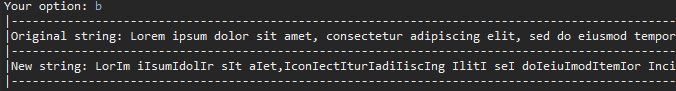 Your option: b
|----------------------------------------------------------------------------------------------
|Original string: Lorem ipsum dolor sit amet, consectetur adipiscing elit, sed do eiusmod tempor
|----------------------------------------------------------------------------------------------
|New string: LorIm iIsumIdolIr sIt aIet,IconIectIturIadiIiscIng IlitI seI doIeiuImodItemIor Inci
|----------------------------------------------------------------------------------------------